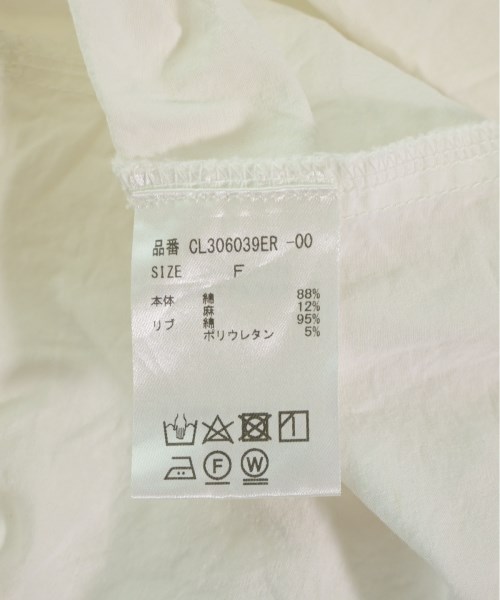 品番 CL306039ER -00
SIZE F
本体 綿 88%
麻 12%
リブ 綿 95%
ポリウレタン 5%
F W